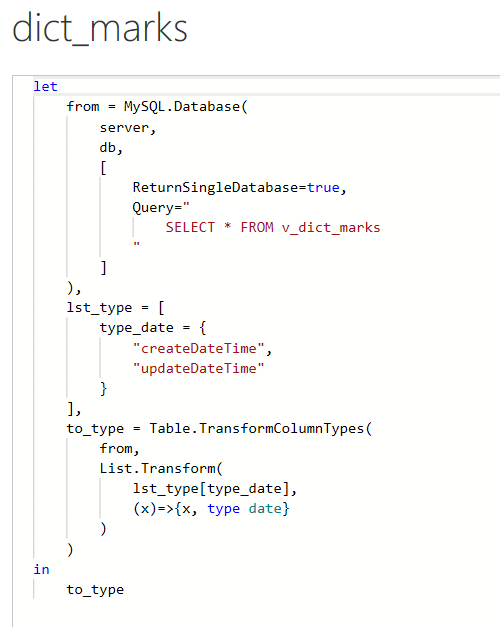 dict_marks
let
from = MySQL.Database(
server,
db,
[
ReturnSingleDatabase=true,
Query="
SELECT * FROM v_dict_marks
"
]
),
lst_type = [
type_date = {
"createDateTime",
"updateDateTime"
}
],
to_type = Table.TransformColumnTypes(
from,
List.Transform(
lst_type[type_date],
(x)=>{x, type date}
)
)
in
to_type